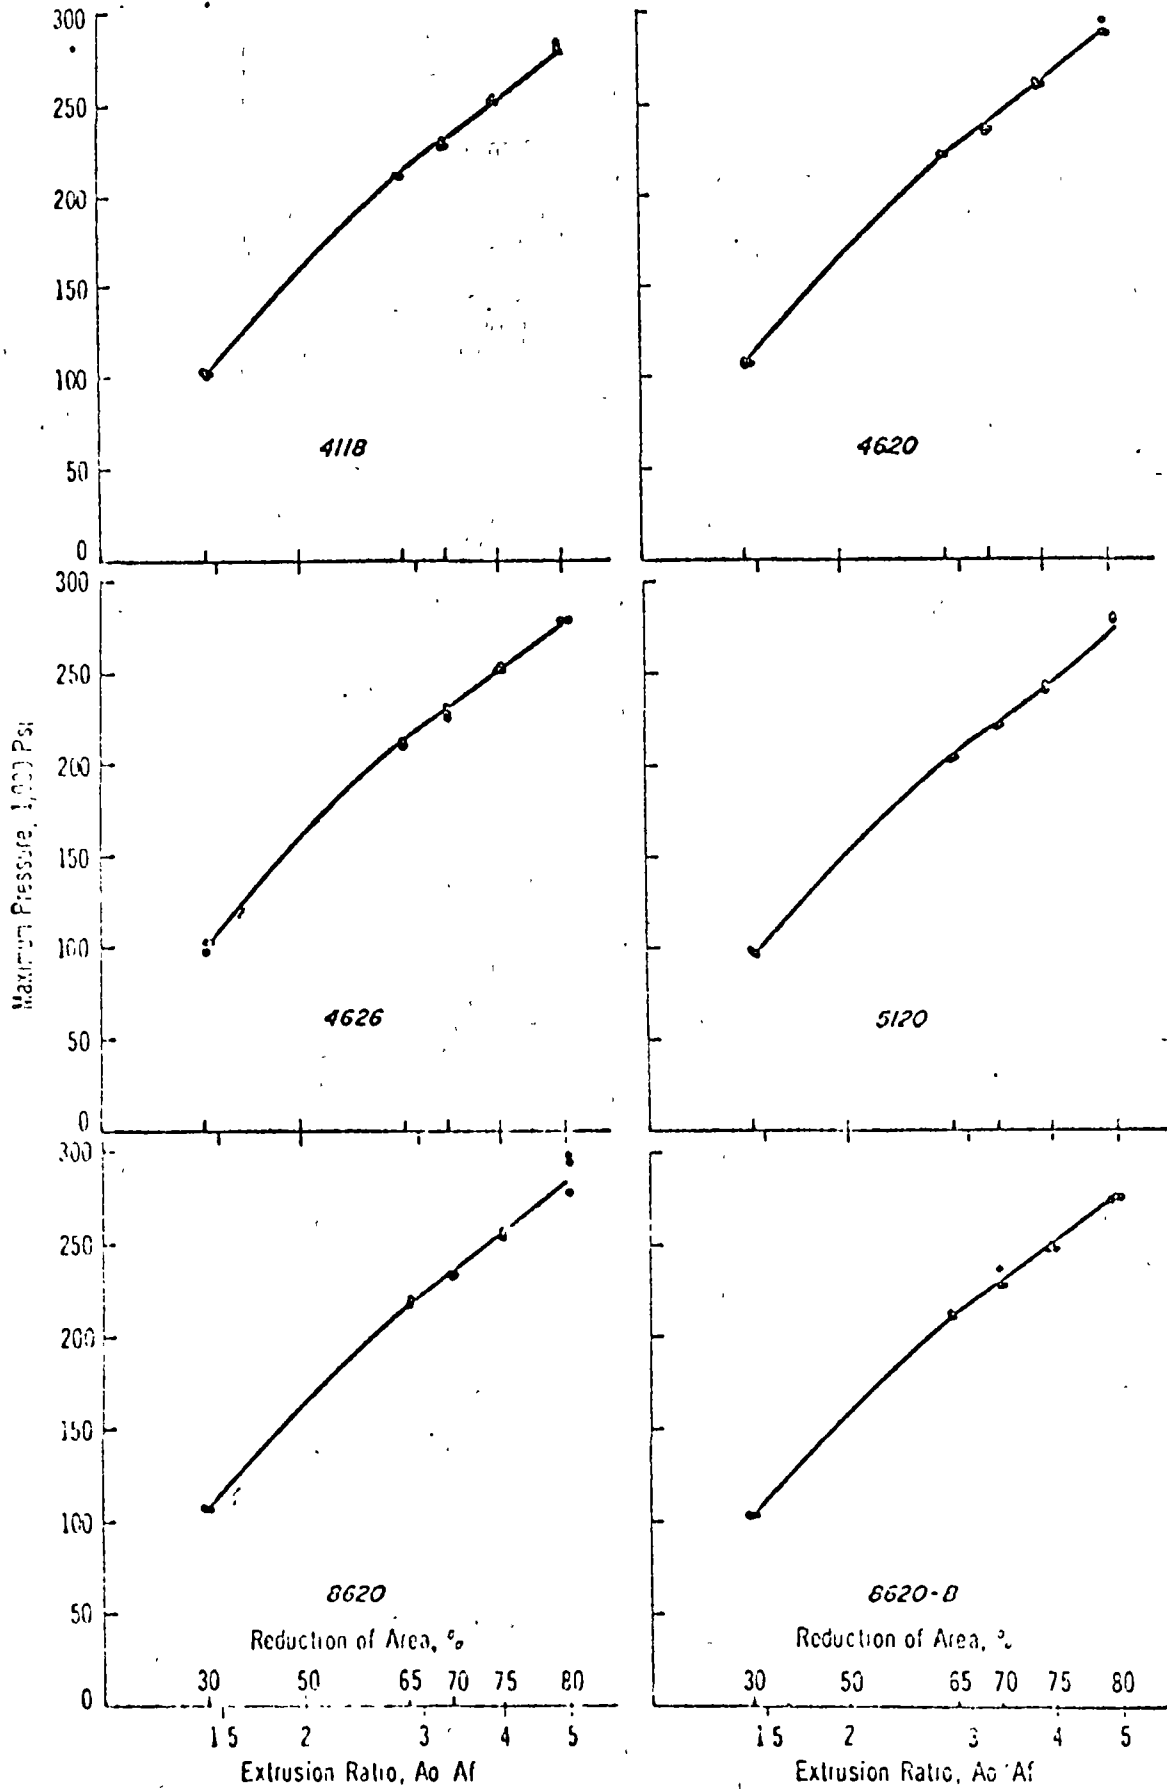 300
250
200
150
100
50
0
4118
4620
300
250
200
150
100
50
0
4626
5120
Maximum Pressure, 1,000 Psi
300
250
200
150
100
50
0
8620
8620-B
Reduction of Area, %
Reduction of Area, %
30 50 65 70 75 80
30 50 65 70 75 80
1.5 2 3 4 5
1.5 2 3 4 5
Extrusion Ratio, Ao Af
Extrusion Ratio, Ao Af